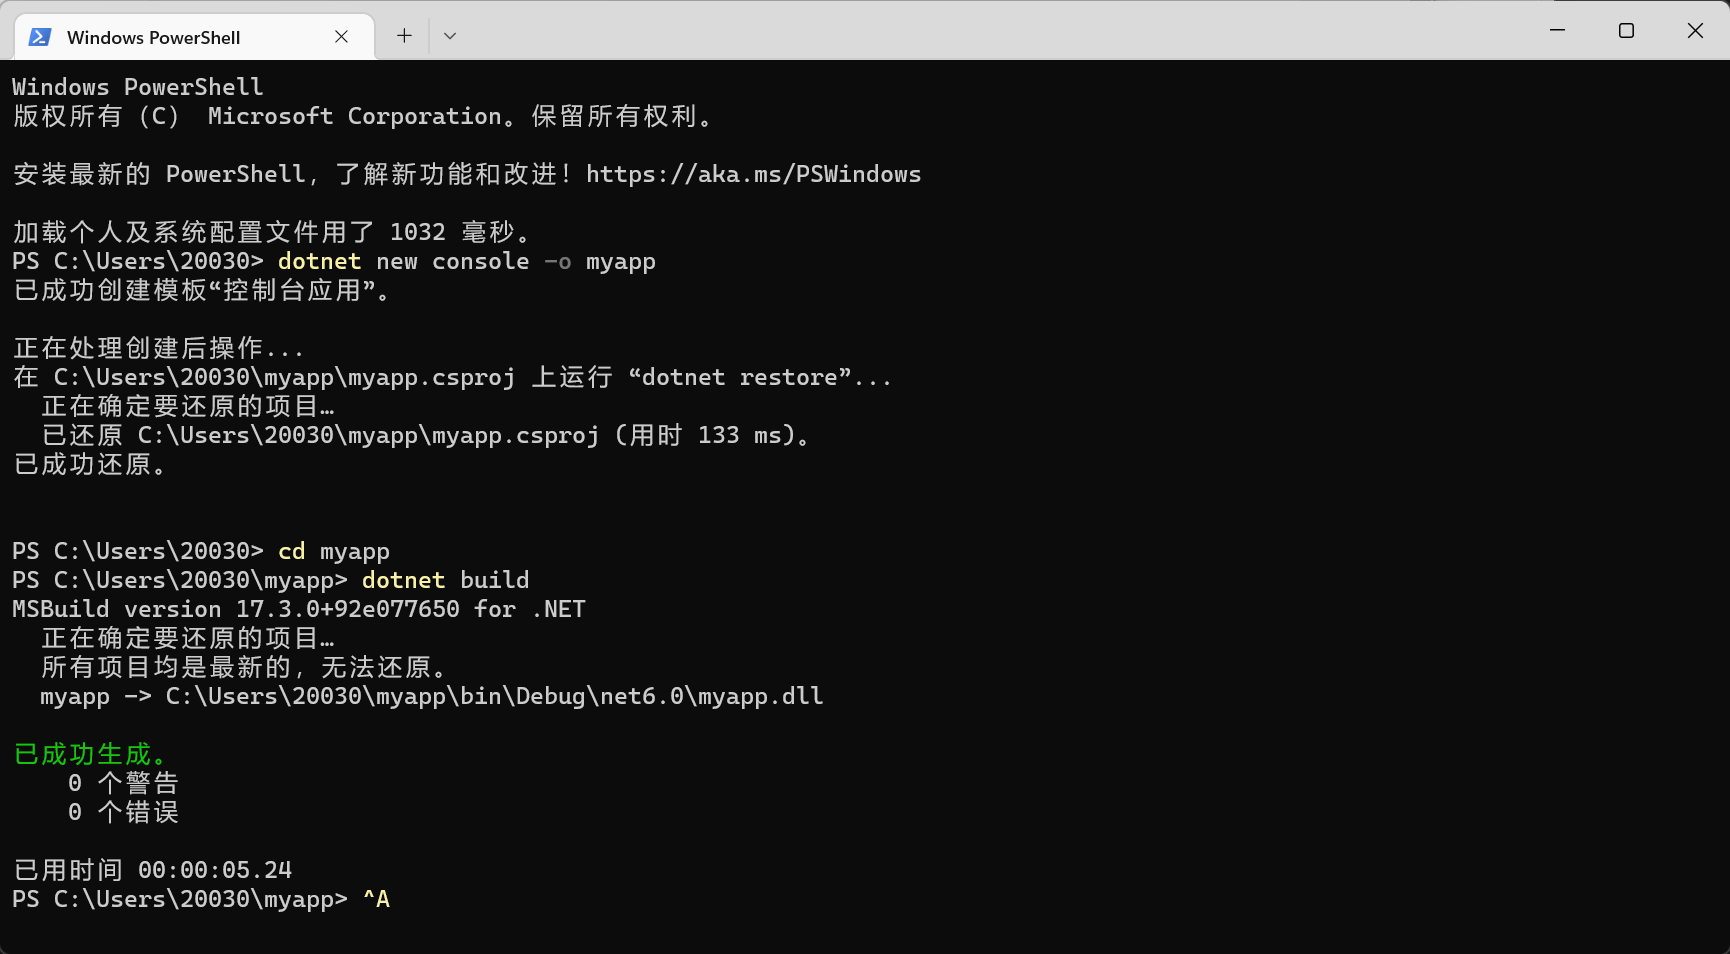 Windows PowerShell
Windows PowerShell
版权所有（C） Microsoft Corporation。保留所有权利。
安装最新的 PowerShell，了解新功能和改进！https://aka.ms/PSWindows
加载个人及系统配置文件用了 1032 毫秒。
PS C:\Users\20030> dotnet new console -o myapp
已成功创建模板“控制台应用”。
正在处理创建后操作...
在 C:\Users\20030\myapp\myapp.csproj 上运行 “dotnet restore”...
  正在确定要还原的项目…
  已还原 C:\Users\20030\myapp\myapp.csproj (用时 133 ms)。
已成功还原。
PS C:\Users\20030> cd myapp
PS C:\Users\20030\myapp> dotnet build
MSBuild version 17.3.0+92e077650 for .NET
  正在确定要还原的项目…
  所有项目均是最新的，无法还原。
  myapp -> C:\Users\20030\myapp\bin\Debug\net6.0\myapp.dll
已成功生成。
    0 个警告
    0 个错误
已用时间 00:00:05.24
PS C:\Users\20030\myapp> ^A